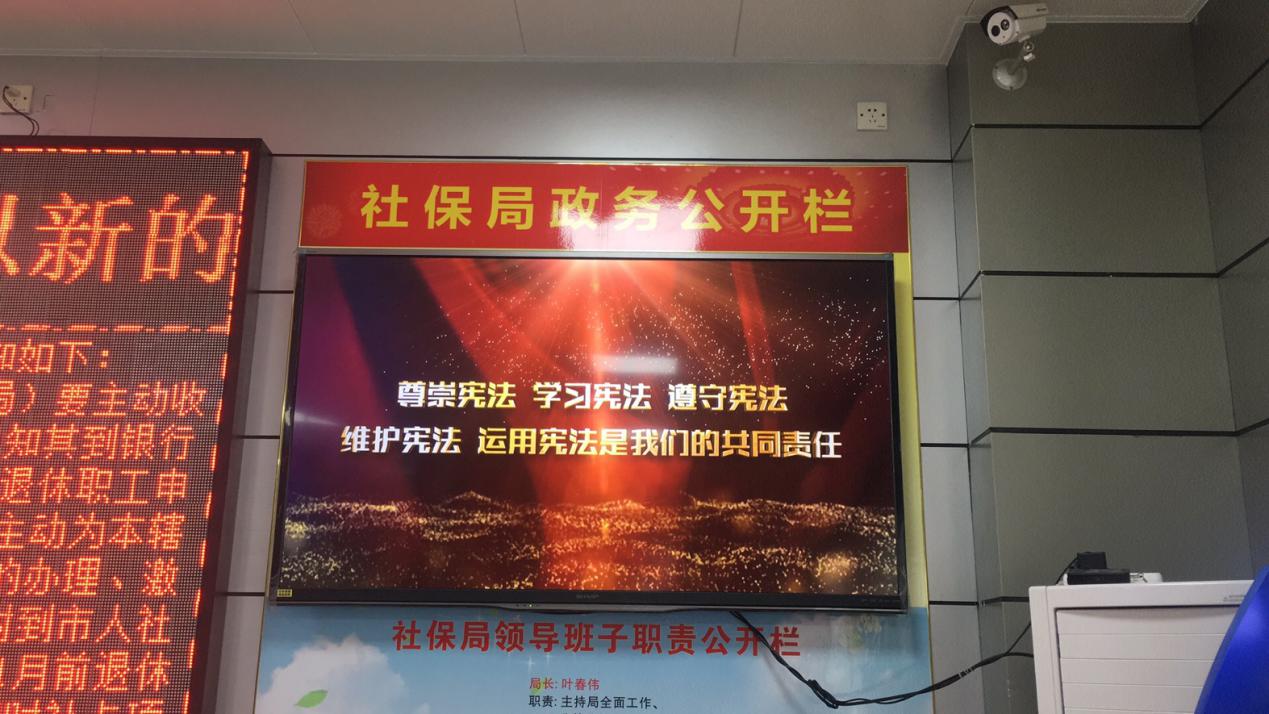 社保局政务公开栏
尊崇宪法 学习宪法 遵守宪法
维护宪法 运用宪法是我们的共同责任
社保局领导班子职责公开栏
局长: 叶春伟
职责: 主持局全面工作、
新的
如下:
局）要主动收
知其到银行
退休职工申
主动为本辖
的办理、激
到市人社
月前退休